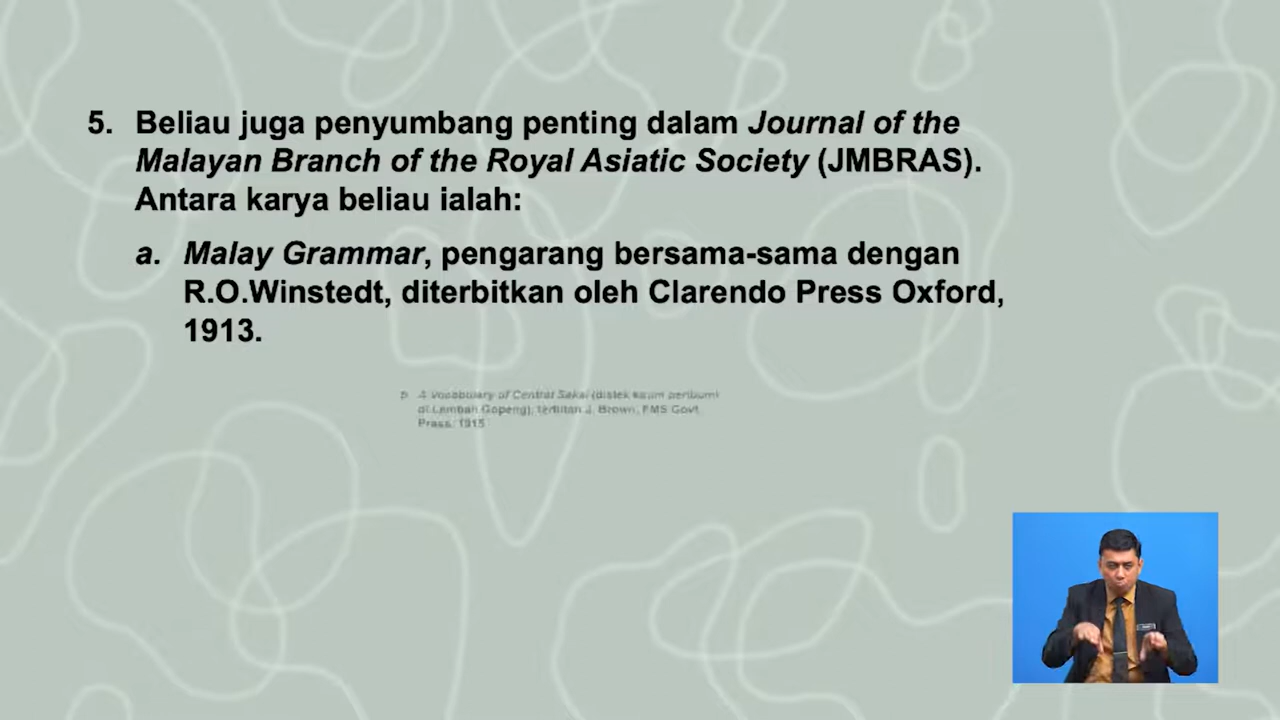 5. Beliau juga penyumbang penting dalam Journal of the
Malayan Branch of the Royal Asiatic Society (JMBRAS).
Antara karya beliau ialah:
a. Malay Grammar, pengarang bersama-sama dengan
R.O.Winstedt, diterbitkan oleh Clarendo Press Oxford,
1913.
b. A Vocabulary of Central Sakai (dialek kaum peribumi
di Lembah Gopeng), terbitan J. Brown, FMS Govt.
Press, 1915